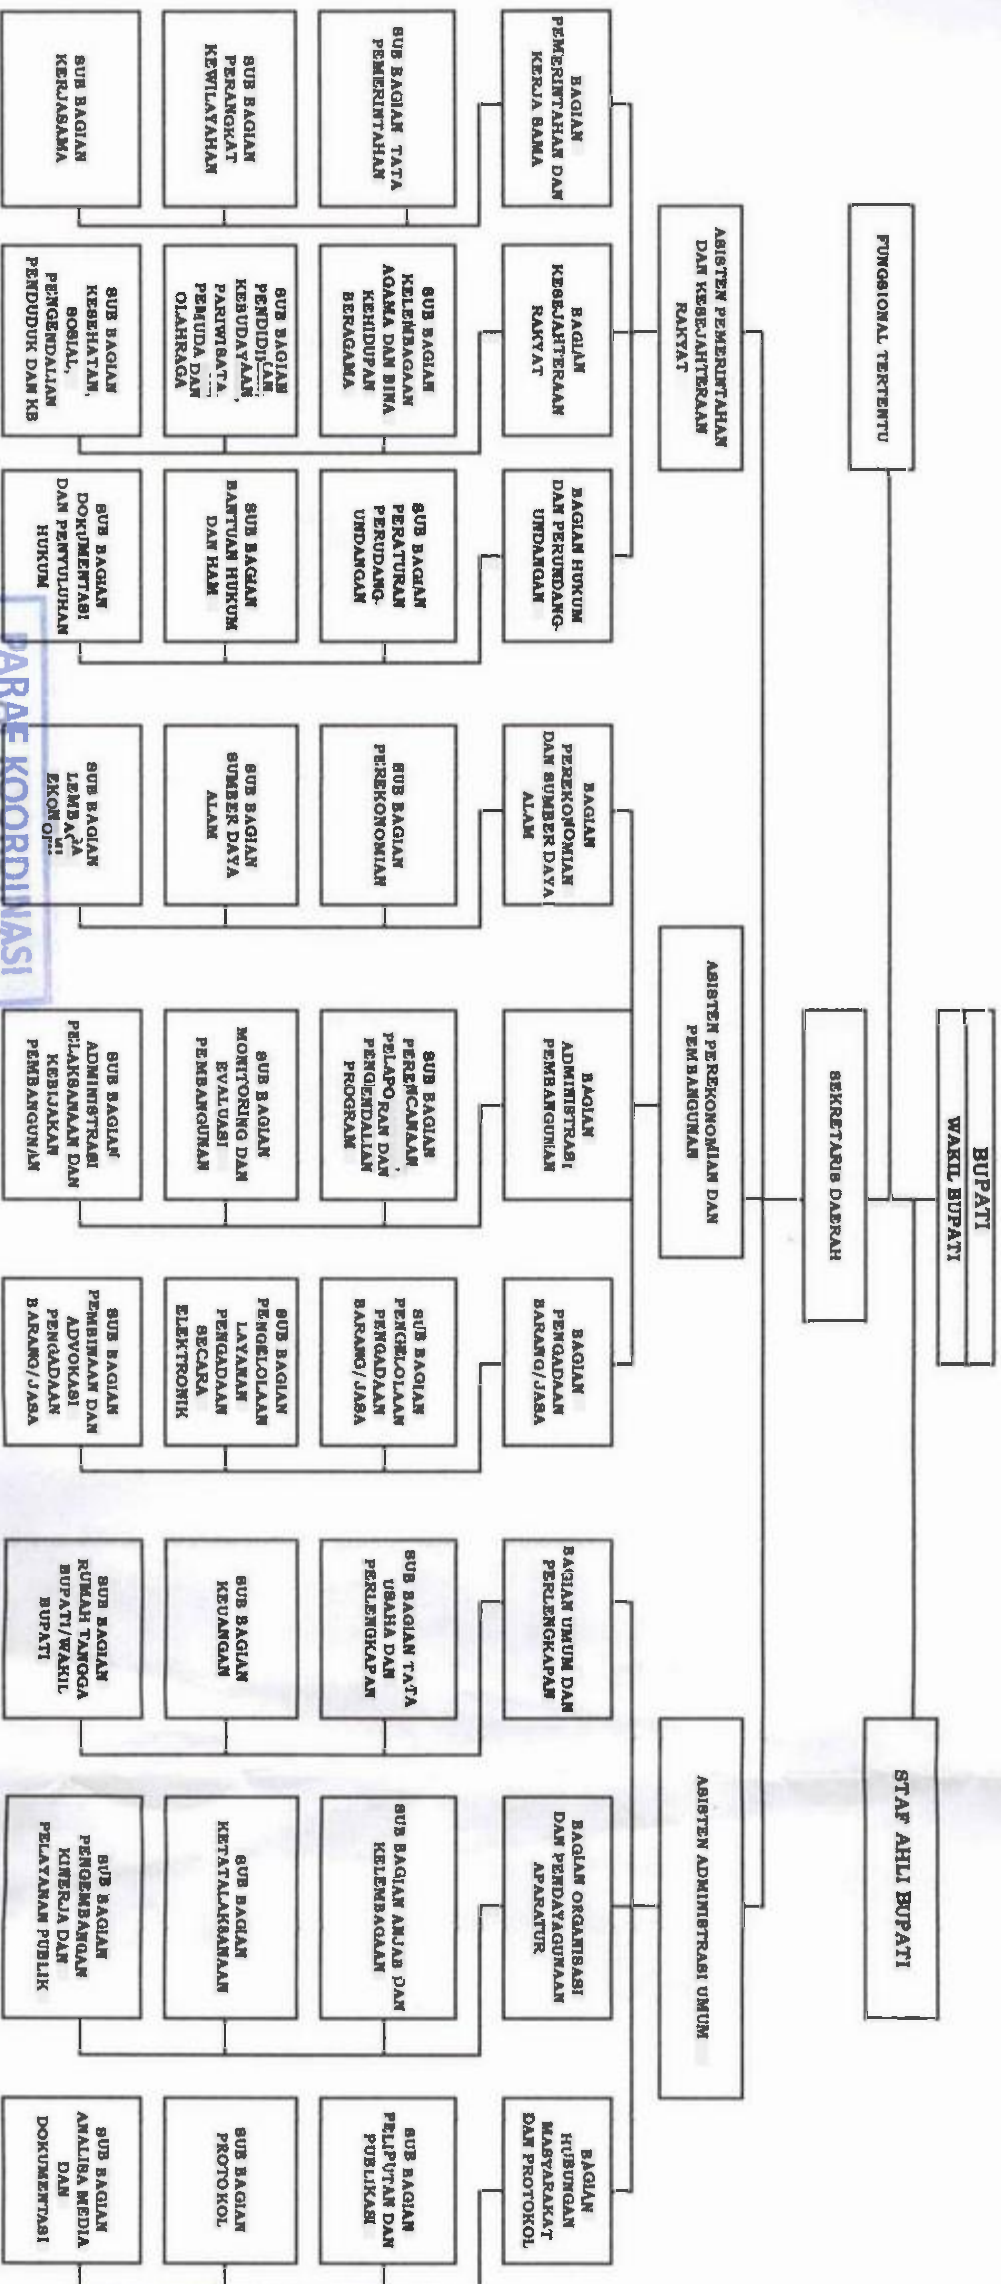 BUPATI
WAKIL BUPATI
STAF AHLI BUPATI
FUNGSIONAL TERTENTU
SEKRETARIS DAERAH
ASISTEN PEMERINTAHAN
DAN KESEJAHTERAAN
RAKYAT
ASISTEN PEREKONOMIAN DAN
PEMBANGUNAN
ASISTEN ADMINISTRASI UMUM
BAGIAN
PEMERINTAHAN DAN
KERJA SAMA
BAGIAN
KESEJAHTERAAN
RAKYAT
BAGIAN HUKUM
DAN PERUNDANG-
UNDANGAN
BAGIAN
PEREKONOMIAN
DAN SUMBER DAYA
ALAM
BAGIAN
ADMINISTRASI
PEMBANGUNAN
BAGIAN
PENGADAAN
BARANG/JASA
BAGIAN UMUM DAN
PERLENGKAPAN
BAGIAN ORGANISASI
DAN PENDAYAGUNAAN
APARATUR
BAGIAN
HUBUNGAN
MASYARAKAT
DAN PROTOKOL
SUB BAGIAN TATA
PEMERINTAHAN
SUB BAGIAN
KELEMBAGAAN
AGAMA DAN BINA
KEHIDUPAN
BERAGAMA
SUB BAGIAN
PERATURAN
PERUDANG-
UNDANGAN
SUB BAGIAN
PEREKONOMIAN
SUB BAGIAN
PERENCANAAN,
PELAPORAN DAN
PENGENDALIAN
PROGRAM
SUB BAGIAN
PENGELOLAAN
PENGADAAN
BARANG/JASA
SUB BAGIAN TATA
USAHA DAN
PERLENGKAPAN
SUB BAGIAN ANJAB DAN
KELEMBAGAAN
SUB BAGIAN
PELIPUTAN DAN
PUBLIKASI
SUB BAGIAN
PERANGKAT
KEWILAYAHAN
SUB BAGIAN
PENDIDIKAN,
KEBUDAYAAN,
PARIWISATA,
PEMUDA DAN
OLAHRAGA
SUB BAGIAN
BANTUAN HUKUM
DAN HAM
SUB BAGIAN
SUMBER DAYA
ALAM
SUB BAGIAN
MONITORING DAN
EVALUASI
PEMBANGUNAN
SUB BAGIAN
PENGELOLAAN
LAYANAN
PENGADAAN
SECARA
ELEKTRONIK
SUB BAGIAN
KEUANGAN
SUB BAGIAN
KETATALAKSANAAN
SUB BAGIAN
PROTOKOL
SUB BAGIAN
KERJASAMA
SUB BAGIAN
KESEHATAN,
SOSIAL,
PENGENDALIAN
PENDUDUK DAN KB
SUB BAGIAN
DOKUMENTASI
DAN PENYULUHAN
HUKUM
SUB BAGIAN
LEMBAGA
EKONOMI
SUB BAGIAN
ADMINISTRASI
PELAKSANAAN DAN
KEBIJAKAN
PEMBANGUNAN
SUB BAGIAN
PEMBINAAN DAN
ADVOKASI
PENGADAAN
BARANG/JASA
SUB BAGIAN
RUMAH TANGGA
BUPATI/WAKIL
BUPATI
SUB BAGIAN
PENGEMBANGAN
KINERJA DAN
PELAYANAN PUBLIK
SUB BAGIAN
ANALISA MEDIA
DAN
DOKUMENTASI
PARAF KOORDINASI